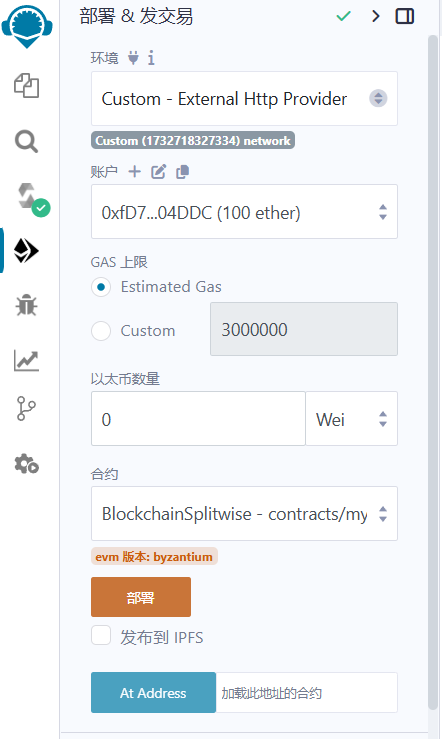 部署 & 发交易
环境
Custom - External Http Provider
Custom (1732718327334) network
账户
0xfD7...04DDC (100 ether)
GAS 上限
Estimated Gas
Custom
3000000
以太币数量
0
Wei
合约
BlockchainSplitwise - contracts/my
evm 版本: byzantium
部署
发布到 IPFS
At Address
加载此地址的合约